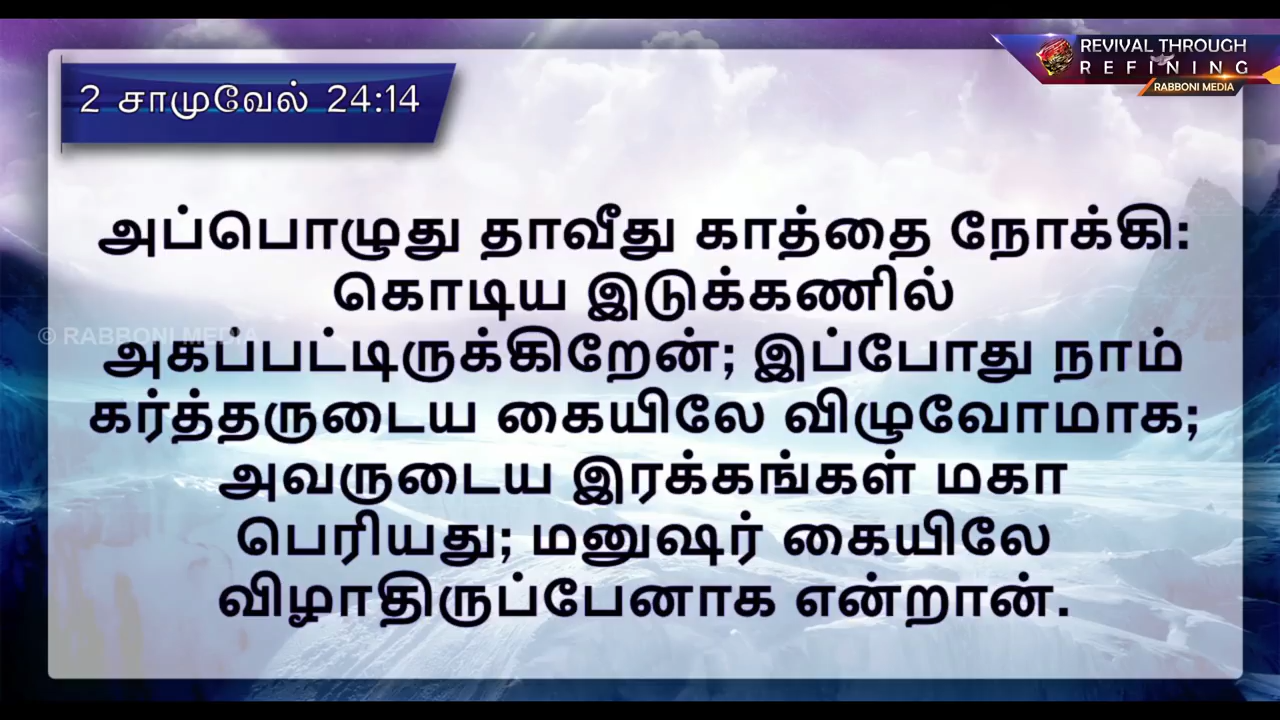 REVIVAL THROUGH
REFINING
RABBONI MEDIA
2 சாமுவேல் 24:14
அப்பொழுது தாவீது காத்தை நோக்கி:
கொடிய இடுக்கணில்
© RABBONI MEDIA
அகப்பட்டிருக்கிறேன்; இப்போது நாம்
கர்த்தருடைய கையிலே விழுவோமாக;
அவருடைய இரக்கங்கள் மகா
பெரியது; மனுஷர் கையிலே
விழாதிருப்பேனாக என்றான்.